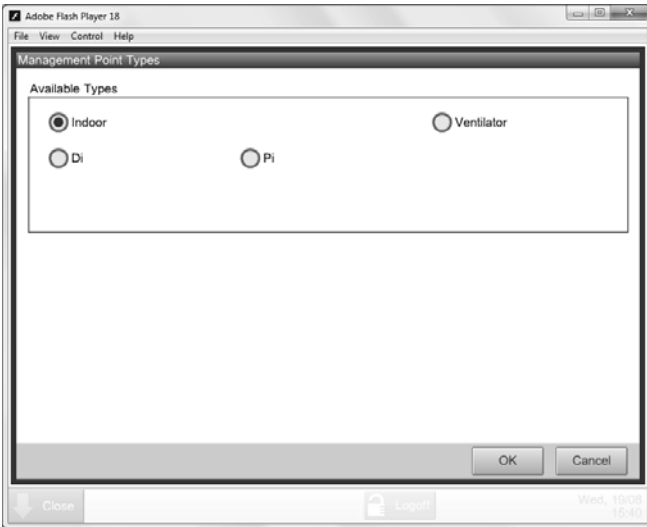 Adobe Flash Player 18
File View Control Help
Management Point Types
Available Types
Indoor Ventilator
Di Pi
OK Cancel
Close Logoff Wed, 19/08
15:40